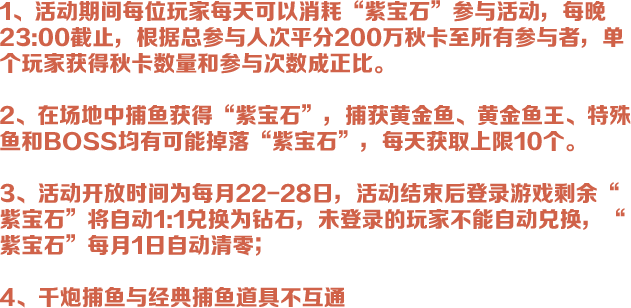 1、活动期间每位玩家每天可以消耗“紫宝石”参与活动，每晚
23:00截止，根据总参与人次平分200万秋卡至所有参与者，单
个玩家获得秋卡数量和参与次数成正比。
2、在场地中捕鱼获得“紫宝石”，捕获黄金鱼、黄金鱼王、特殊
鱼和BOSS均有可能掉落“紫宝石”，每天获取上限10个。
3、活动开放时间为每月22-28日，活动结束后登录游戏剩余“
紫宝石”将自动1:1兑换为钻石，未登录的玩家不能自动兑换，“
紫宝石”每月1日自动清零；
4、千炮捕鱼与经典捕鱼道具不互通